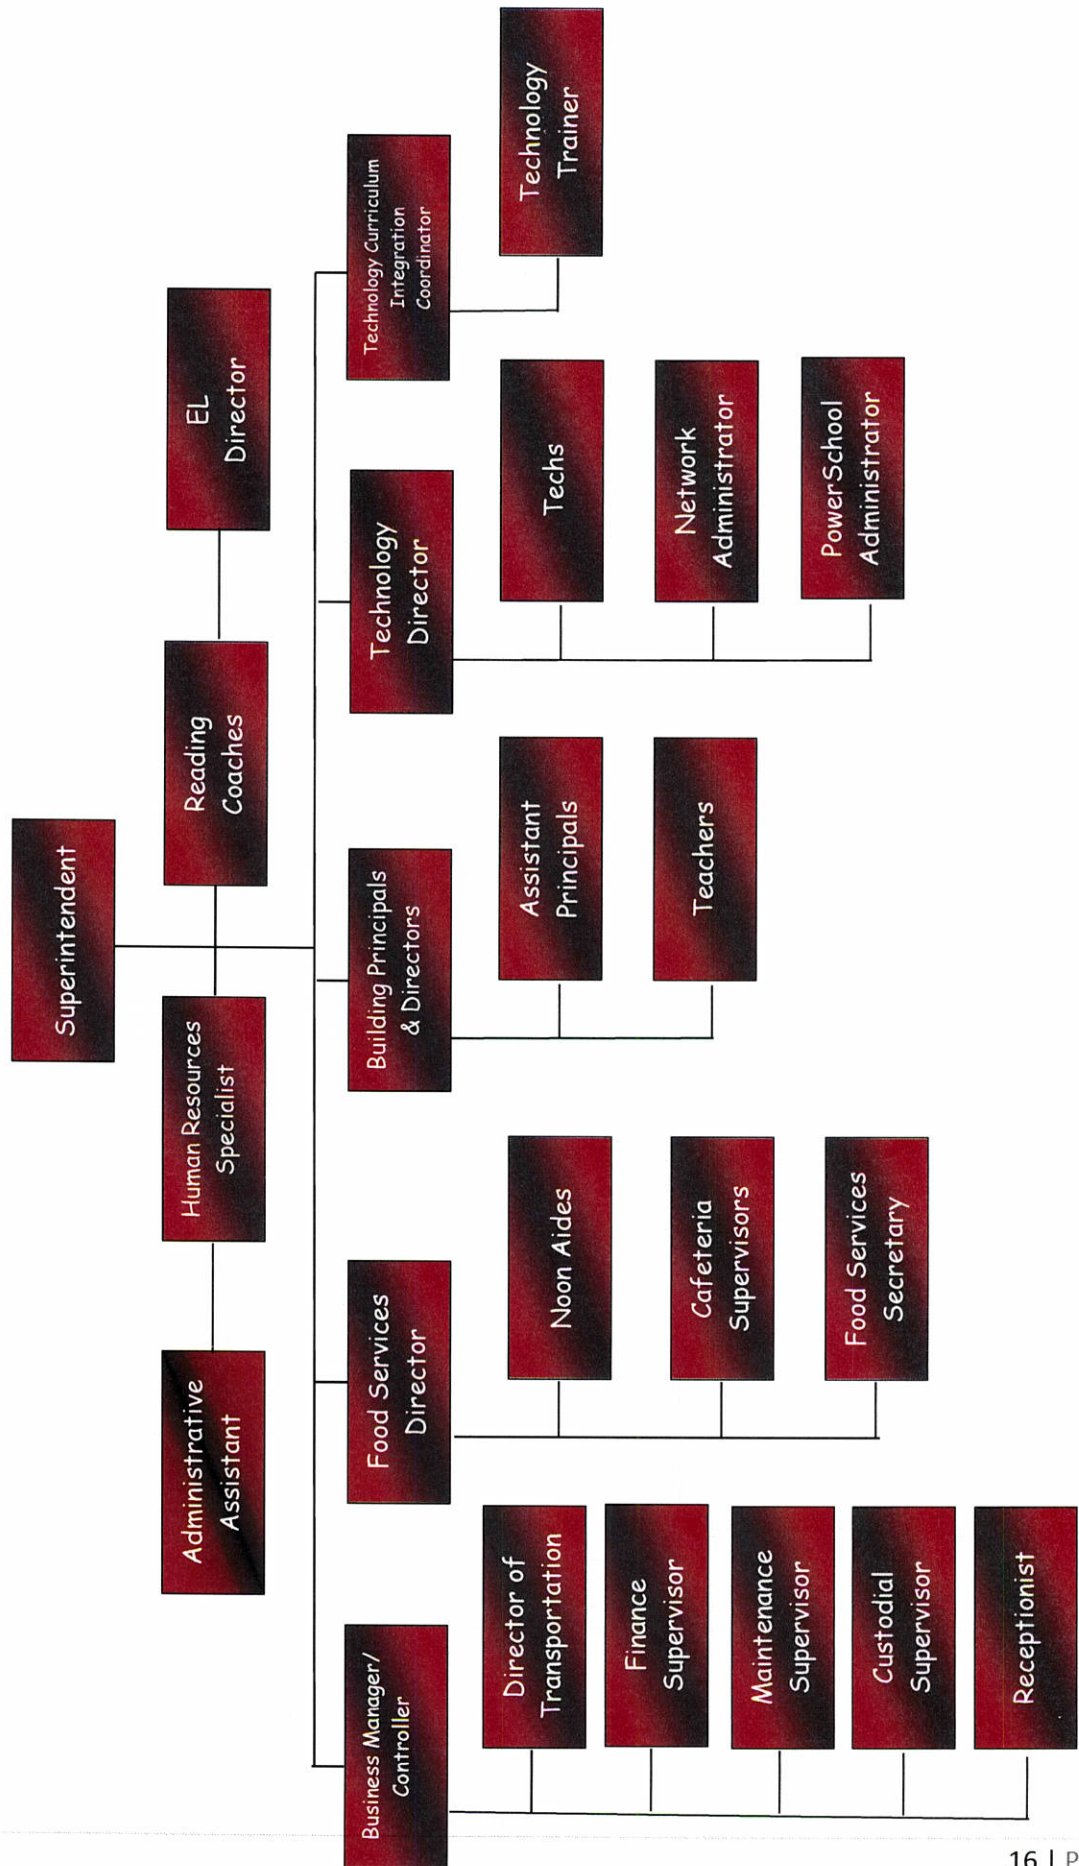 Superintendent
Administrative
Assistant
Human Resources
Specialist
Reading
Coaches
EL
Director
Business Manager/
Controller
Director of
Transportation
Finance
Supervisor
Maintenance
Supervisor
Custodial
Supervisor
Receptionist
Food Services
Director
Noon Aides
Cafeteria
Supervisors
Food Services
Secretary
Building Principals
& Directors
Assistant
Principals
Teachers
Technology
Director
Techs
Network
Administrator
PowerSchool
Administrator
Technology Curriculum
Integration
Coordinator
Technology
Trainer
16 | P